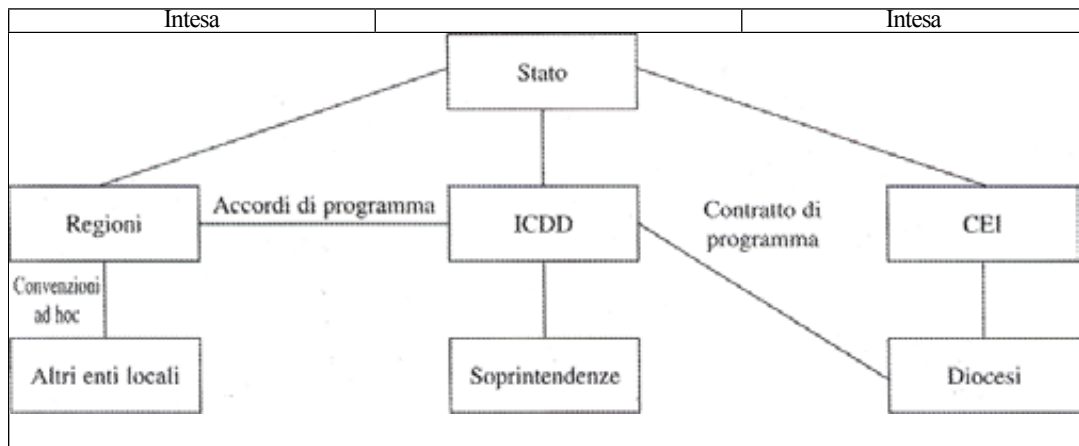 Intesa
Intesa
Stato
Regioni
Accordi di programma
ICDD
Contratto di
programma
CEI
Convenzioni
ad hoc
Altri enti locali
Soprintendenze
Diocesi